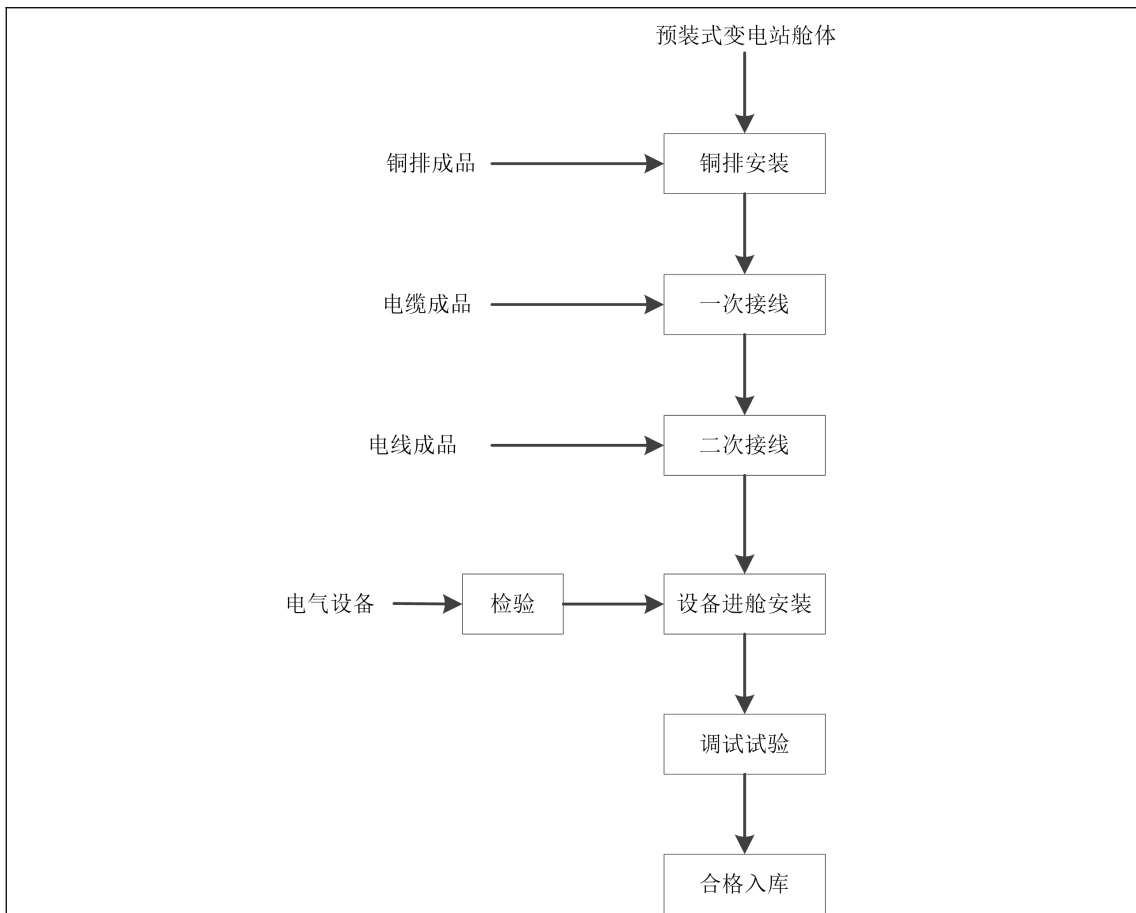 预装式变电站舱体
铜排成品
铜排安装
电缆成品
一次接线
电线成品
二次接线
电气设备
检验
设备进舱安装
调试试验
合格入库